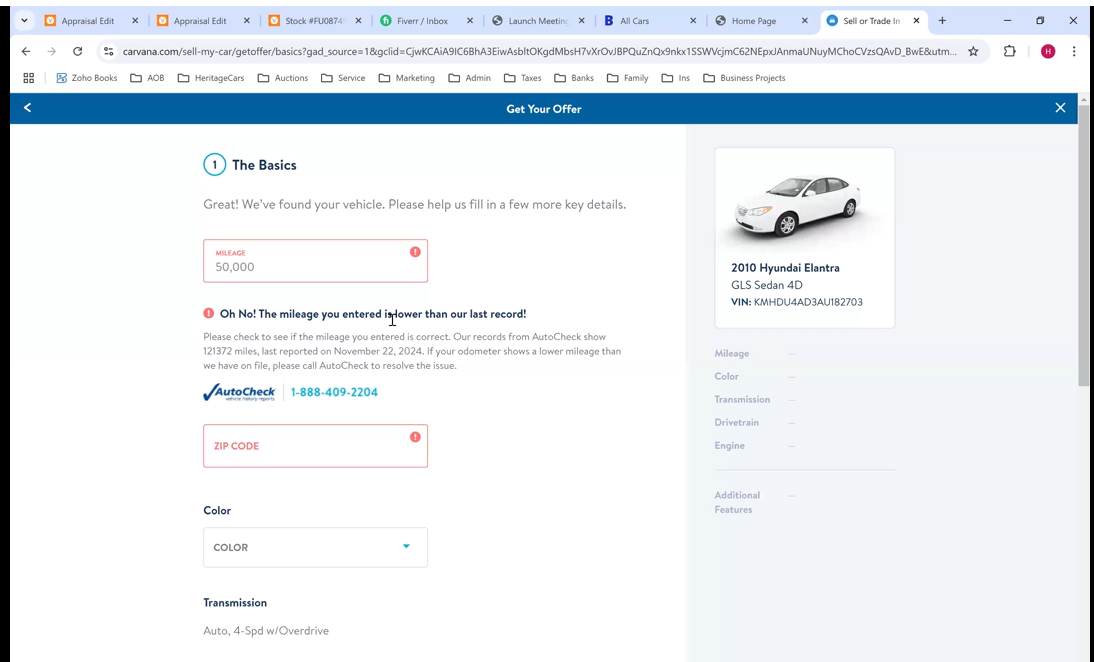 Appraisal Edit
Appraisal Edit
Stock #FU0874
Fiverr / Inbox
Launch Meeting
All Cars
Home Page
Sell or Trade In
carvana.com/sell-my-car/getoffer/basics?gad_source=1&gclid=CjwKCAiA9IC6BhA3EiwAsbltOKgdMbsH7vXrOvJBPQuZnQx9nkx1SSWVcjmC62NEpxJAnmaUNuyMChoCVzsQAvD_BwE&utm...
H
Zoho Books
AOB
HeritageCars
Auctions
Service
Marketing
Admin
Taxes
Banks
Family
Ins
Business Projects
Get Your Offer
1 The Basics
Great! We've found your vehicle. Please help us fill in a few more key details.
MILEAGE
50,000
Oh No! The mileage you entered is lower than our last record!
Please check to see if the mileage you entered is correct. Our records from AutoCheck show
121372 miles, last reported on November 22, 2024. If your odometer shows a lower mileage than
we have on file, please call AutoCheck to resolve the issue.
AutoCheck
vehicle history reports
1-888-409-2204
ZIP CODE
Color
COLOR
Transmission
Auto, 4-Spd w/Overdrive
2010 Hyundai Elantra
GLS Sedan 4D
VIN: KMHDU4AD3AU182703
Mileage —
Color —
Transmission —
Drivetrain —
Engine —
Additional —
Features